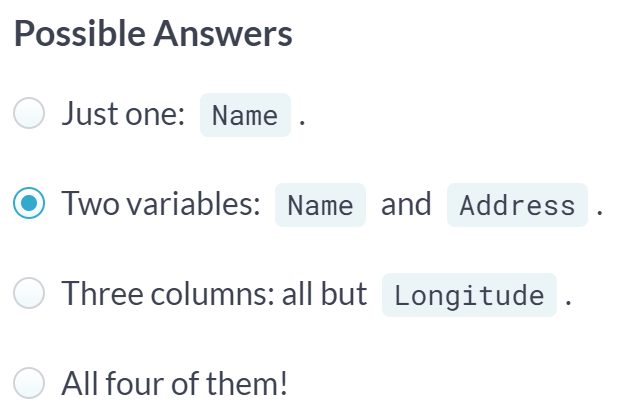 Possible Answers
Just one: Name .
Two variables: Name and Address .
Three columns: all but Longitude .
All four of them!